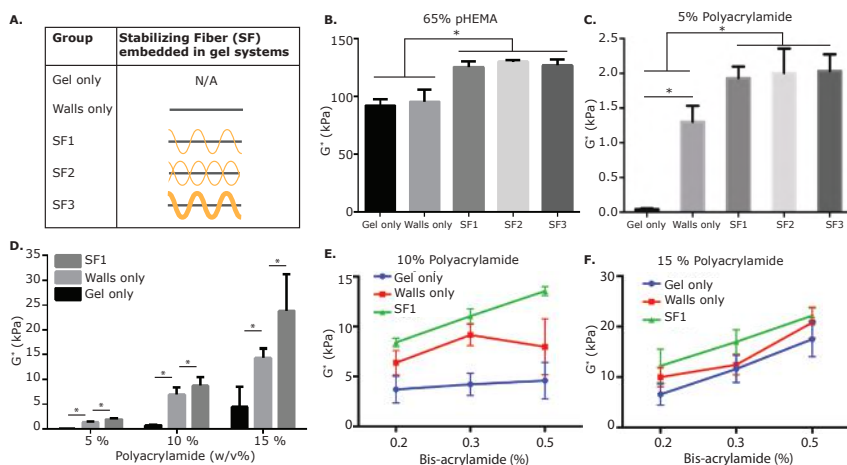 A.
Group
Stabilizing Fiber (SF)
embedded in gel systems
Gel only
N/A
Walls only
SF1
SF2
SF3
B.
65% pHEMA
*
G* (kPa)
150
100
50
0
Gel only
Walls only
SF1
SF2
SF3
C.
5% Polyacrylamide
*
*
G* (kPa)
2.5
2.0
1.5
1.0
0.5
0.0
Gel only
Walls only
SF1
SF2
SF3
D.
SF1
Walls only
Gel only
G* (kPa)
35
30
25
20
15
10
5
0
*
*
*
*
*
*
5 %
10 %
15 %
Polyacrylamide (w/v%)
E.
10% Polyacrylamide
Gel only
Walls only
SF1
G* (kPa)
15
10
5
0
0.2
0.3
0.5
Bis-acrylamide (%)
F.
15 % Polyacrylamide
Gel only
Walls only
SF1
G* (kPa)
30
20
10
0
0.2
0.3
0.5
Bis-acrylamide (%)